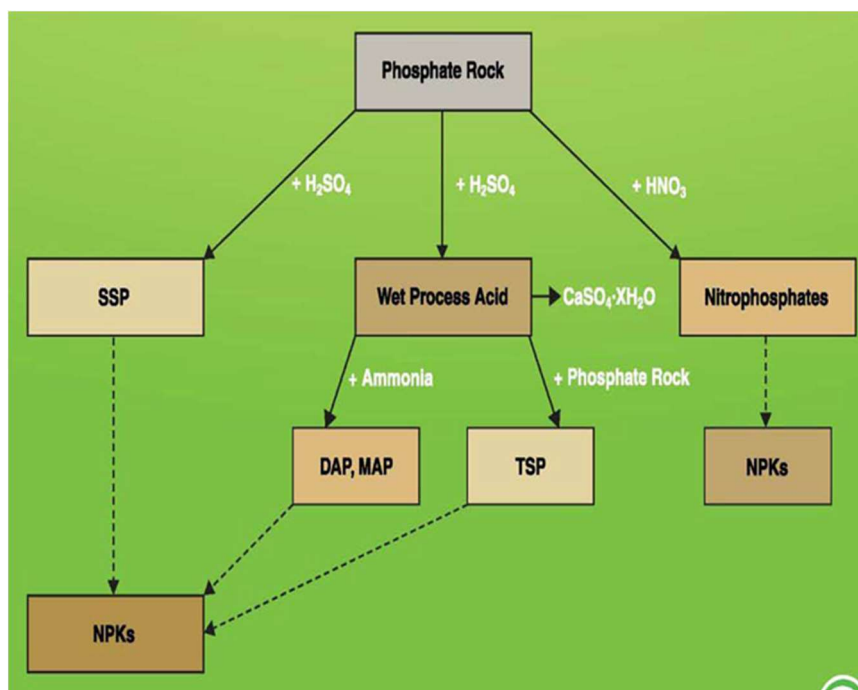 Phosphate Rock
+ H₂SO₄
+ H₂SO₄
+ HNO₃
SSP
Wet Process Acid
CaSO₄·XH₂O
Nitrophosphates
+ Ammonia
+ Phosphate Rock
DAP, MAP
TSP
NPKs
NPKs